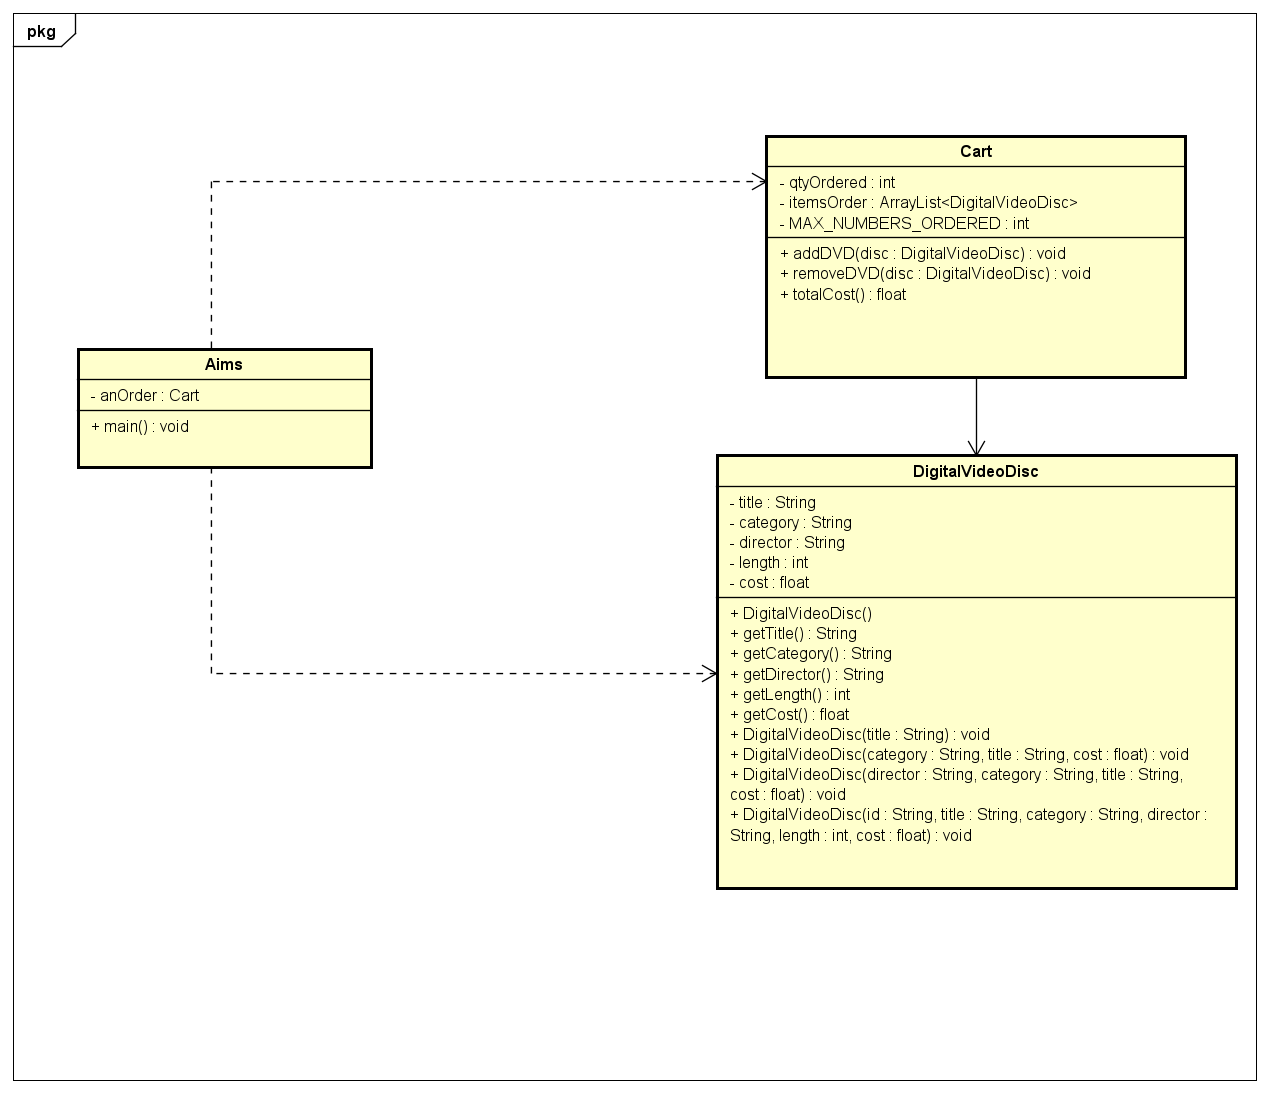 pkg
Cart
- qtyOrdered : int
- itemsOrder : ArrayList<DigitalVideoDisc>
- MAX_NUMBERS_ORDERED : int
+ addDVD(disc : DigitalVideoDisc) : void
+ removeDVD(disc : DigitalVideoDisc) : void
+ totalCost() : float
Aims
- anOrder : Cart
+ main() : void
DigitalVideoDisc
- title : String
- category : String
- director : String
- length : int
- cost : float
+ DigitalVideoDisc()
+ getTitle() : String
+ getCategory() : String
+ getDirector() : String
+ getLength() : int
+ getCost() : float
+ DigitalVideoDisc(title : String) : void
+ DigitalVideoDisc(category : String, title : String, cost : float) : void
+ DigitalVideoDisc(director : String, category : String, title : String,
cost : float) : void
+ DigitalVideoDisc(id : String, title : String, category : String, director :
String, length : int, cost : float) : void